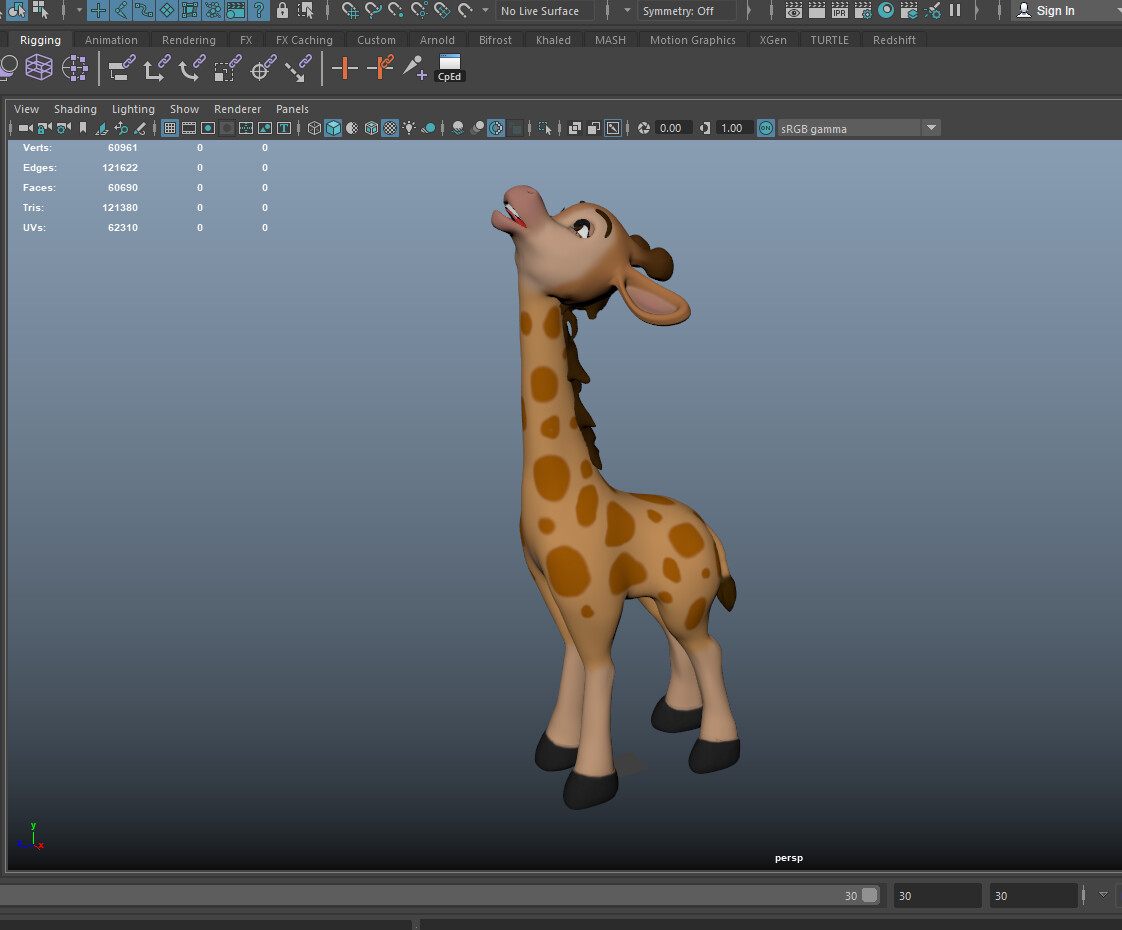 No Live Surface Symmetry: Off IPR Sign In
Rigging Animation Rendering FX FX Caching Custom Arnold Bifrost Khaled MASH Motion Graphics XGen TURTLE Redshift
CpEd
View Shading Lighting Show Renderer Panels
0.00 1.00 ON sRGB gamma
Verts: 60961 0 0
Edges: 121622 0 0
Faces: 60690 0 0
Tris: 121380 0 0
UVs: 62310 0 0
y
x
persp
30 30 30